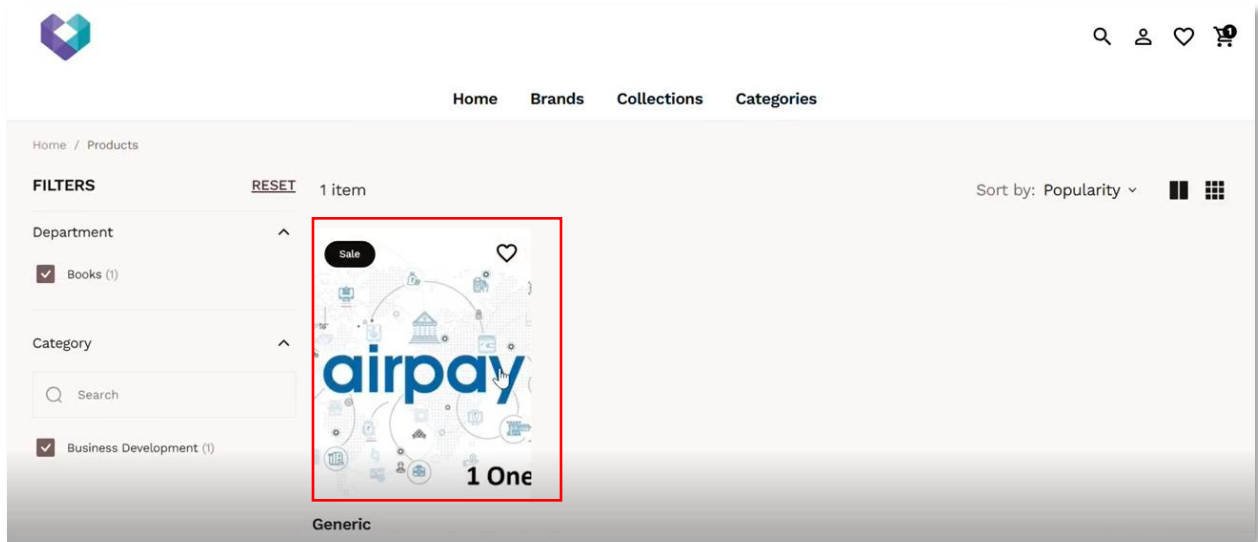 1
Home Brands Collections Categories
Home / Products
FILTERS RESET
1 item
Sort by: Popularity
Department
Books (1)
Category
Search
Business Development (1)
Sale
airpay
1 One
Generic